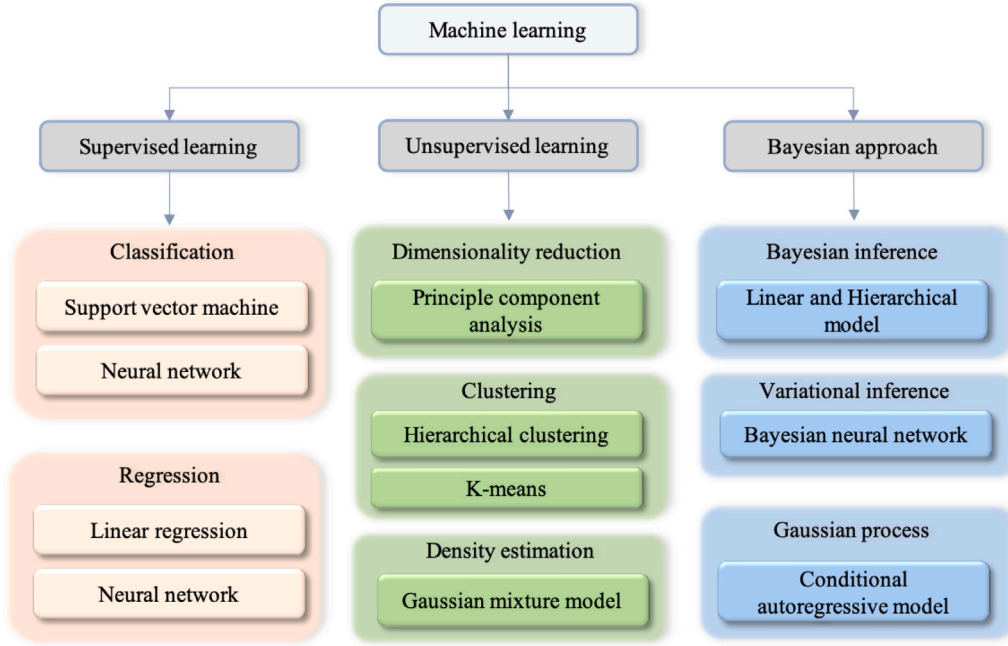 Machine learning
Supervised learning
Unsupervised learning
Bayesian approach
Classification
Support vector machine
Neural network
Regression
Linear regression
Neural network
Dimensionality reduction
Principle component
analysis
Clustering
Hierarchical clustering
K-means
Density estimation
Gaussian mixture model
Bayesian inference
Linear and Hierarchical
model
Variational inference
Bayesian neural network
Gaussian process
Conditional
autoregressive model